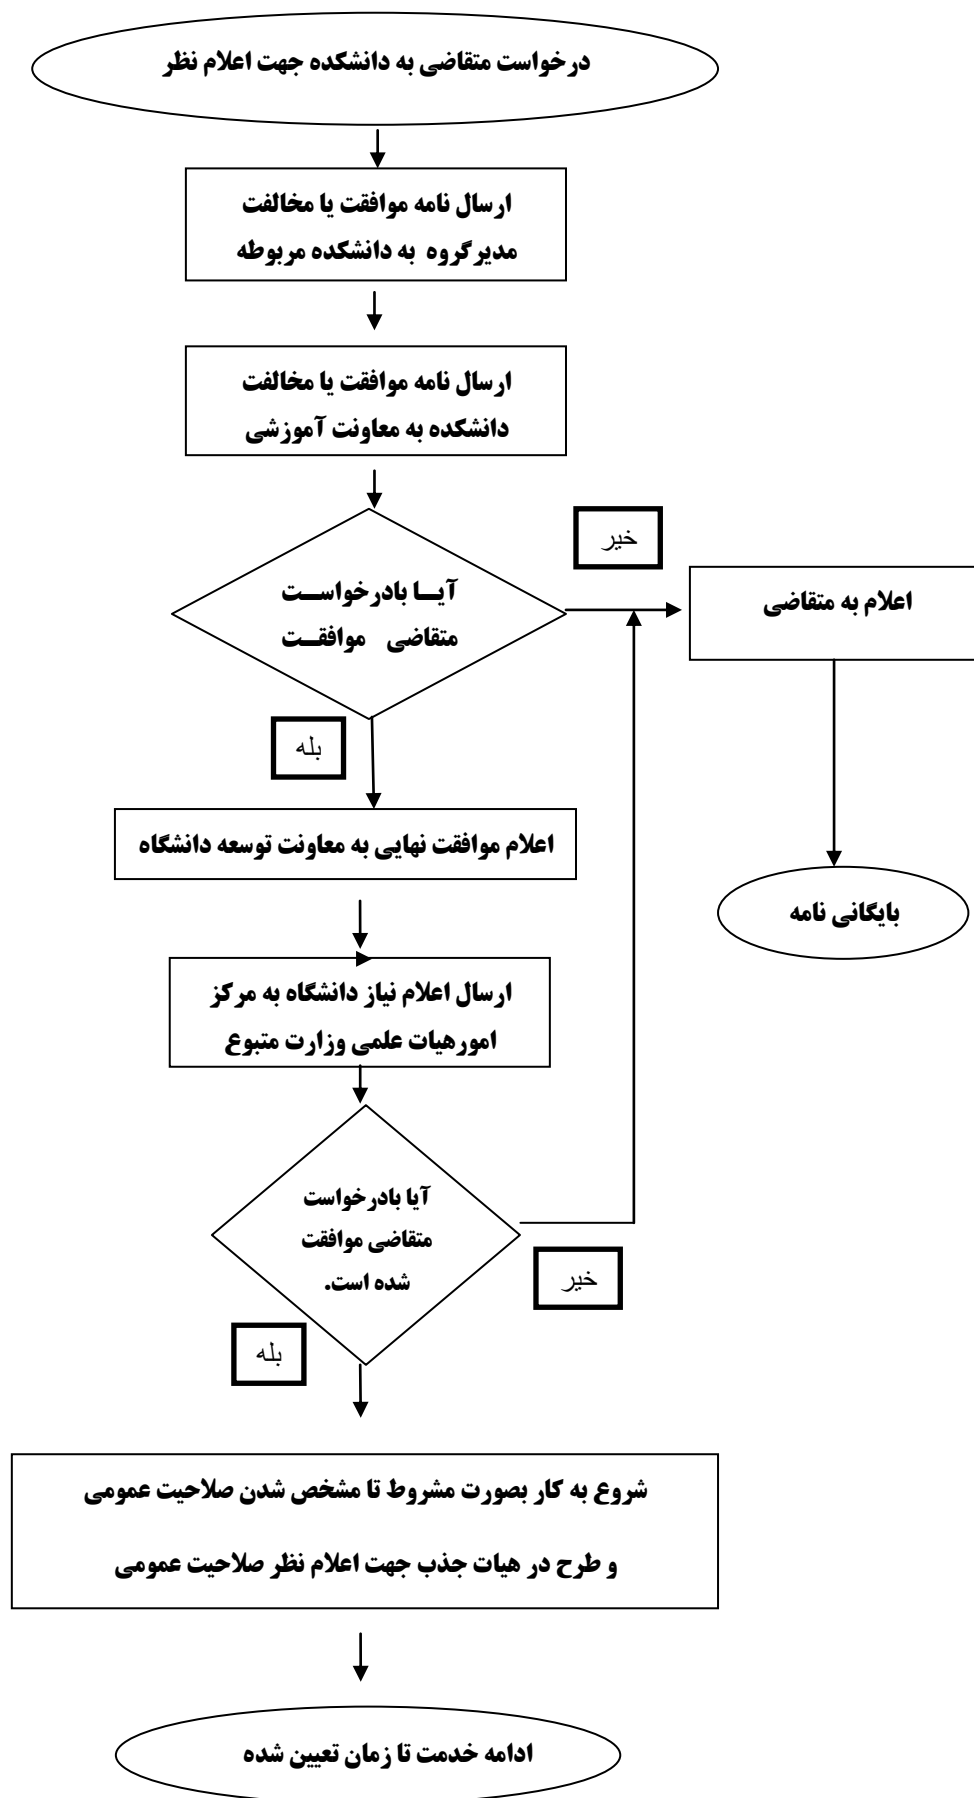 درخواست متقاضی به دانشکده جهت اعلام نظر
ارسال نامه موافقت یا مخالفت
مدیرگروه به دانشکده مربوطه
ارسال نامه موافقت یا مخالفت
دانشکده به معاونت آموزشی
خیر
آیــا بادرخواســت
متقاضی موافقــت
اعلام به متقاضی
بله
اعلام موافقت نهایی به معاونت توسعه دانشگاه
بایگانی نامه
ارسال اعلام نیاز دانشگاه به مرکز
امورهیات علمی وزارت متبوع
آیا بادرخواست
متقاضی موافقت
شده است.
خیر
بله
شروع به کار بصورت مشروط تا مشخص شدن صلاحیت عمومی
و طرح در هیات جذب جهت اعلام نظر صلاحیت عمومی
ادامه خدمت تا زمان تعیین شده